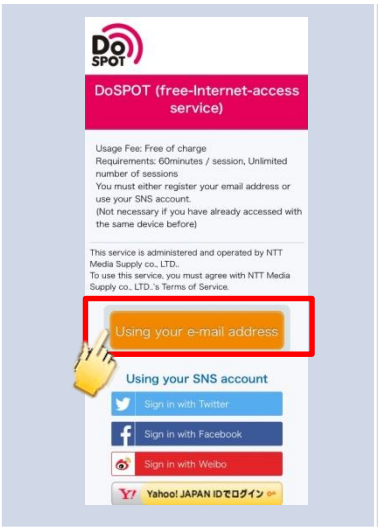 Do
SPOT
DoSPOT (free-Internet-access
service)
Usage Fee: Free of charge
Requirements: 60minutes / session, Unlimited
number of sessions
You must either register your email address or
use your SNS account.
(Not necessary if you have already accessed with
the same device before)
This service is administered and operated by NTT
Media Supply co., LTD..
To use this service, you must agree with NTT Media
Supply co., LTD..'s Terms of Service.
Using your e-mail address
Using your SNS account
Sign in with Twitter
Sign in with Facebook
Sign in with Weibo
Y! Yahoo! JAPAN IDでログイン